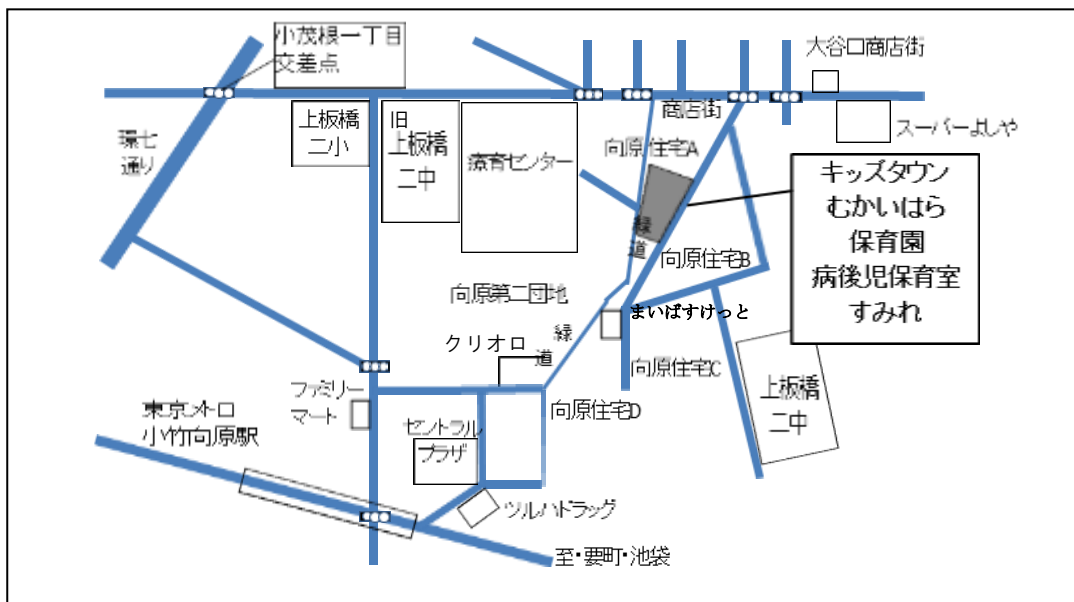 小茂根一丁目
交差点
大谷口商店街
環七
通り
上板橋
二小
旧
上板橋
二中
療育センター
商店街
向原住宅A
スーパーよしや
キッズタウン
むかいはら
保育園
病後児保育室
すみれ
緑
道
向原住宅B
向原第二団地
まいばすけっと
緑
道
クリオロ
向原住宅C
上板橋
二中
ファミリー
マート
東京メトロ
小竹向原駅
セントラル
プラザ
向原住宅D
ツルハドラッグ
至・要町・池袋